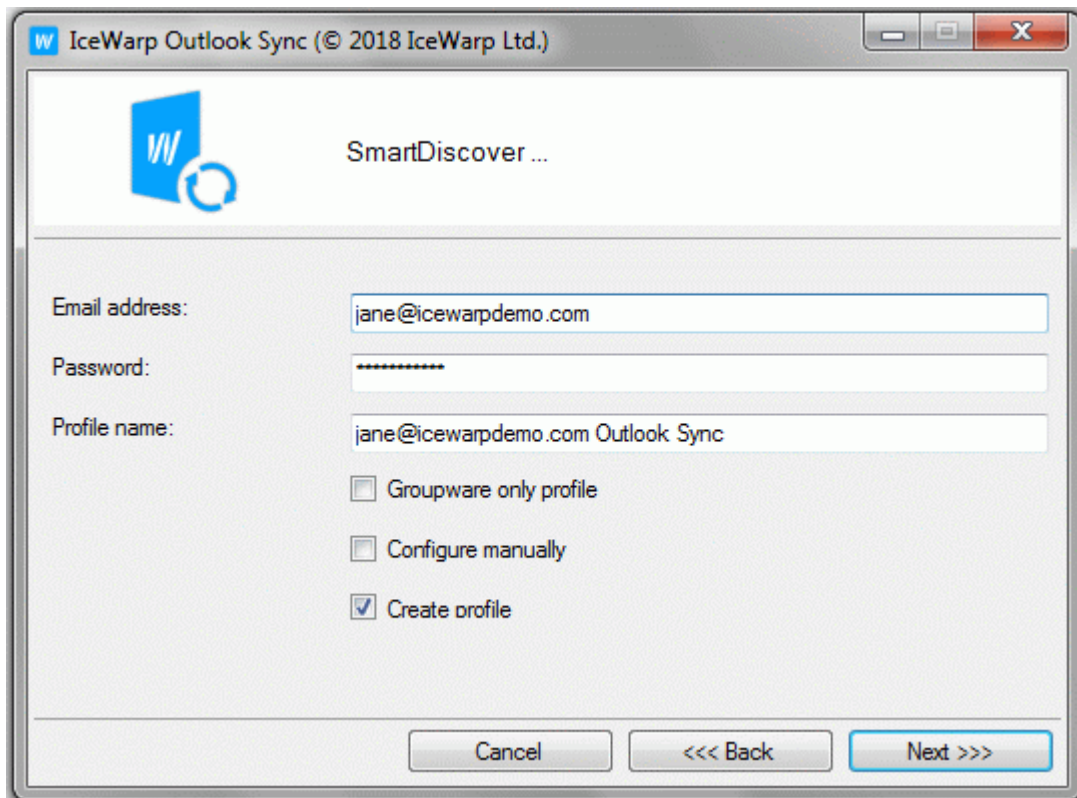 IceWarp Outlook Sync (© 2018 IceWarp Ltd.)
SmartDiscover ...
Email address:
jane@icewarpdemo.com
Password:
***********
Profile name:
jane@icewarpdemo.com Outlook Sync
Groupware only profile
Configure manually
Create profile
Cancel
<<< Back
Next >>>